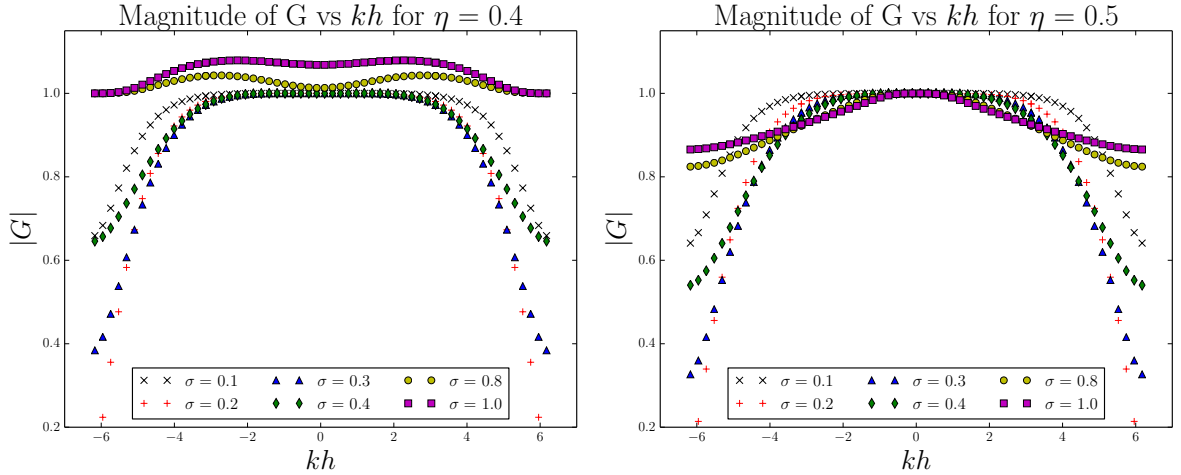 Magnitude of G vs kh for η = 0.4
|G|
1.0
0.8
0.6
0.4
0.2
σ = 0.1 σ = 0.3 σ = 0.8
σ = 0.2 σ = 0.4 σ = 1.0
−6 −4 −2 0 2 4 6
kh
Magnitude of G vs kh for η = 0.5
|G|
1.0
0.8
0.6
0.4
0.2
σ = 0.1 σ = 0.3 σ = 0.8
σ = 0.2 σ = 0.4 σ = 1.0
−6 −4 −2 0 2 4 6
kh